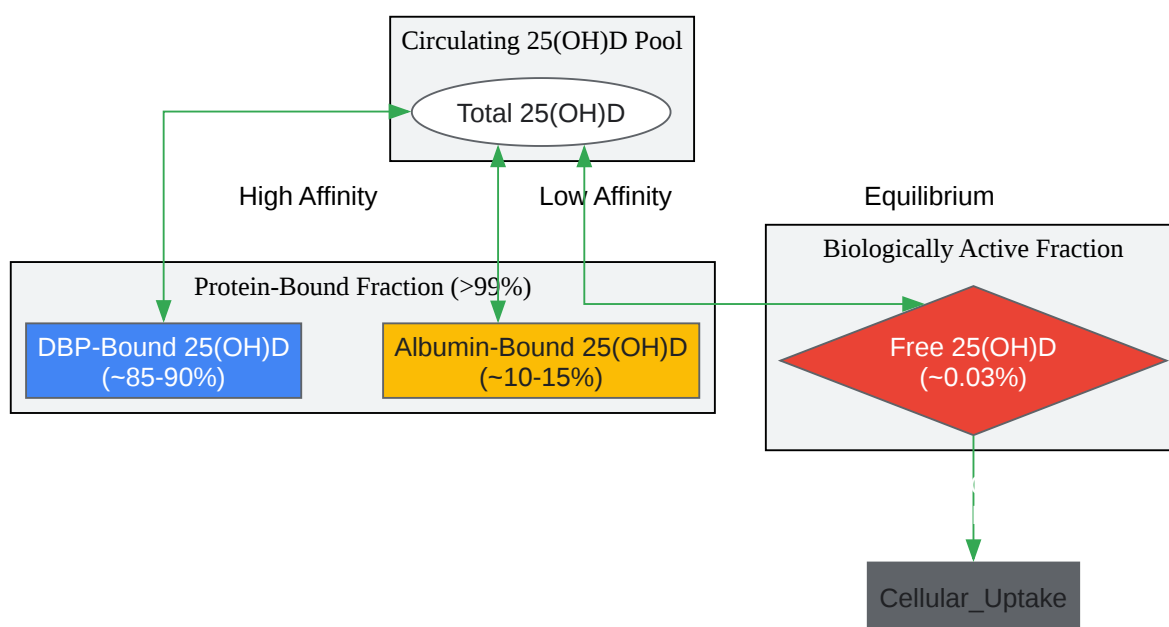 Circulating 25(OH)D Pool
Total 25(OH)D
High Affinity
Low Affinity
Equilibrium
Protein-Bound Fraction (>99%)
Biologically Active Fraction
DBP-Bound 25(OH)D
(~85-90%)
Albumin-Bound 25(OH)D
(~10-15%)
Free 25(OH)D
(~0.03%)
Cellular_Uptake